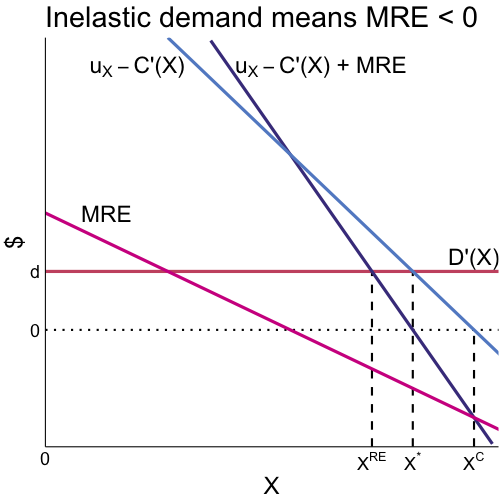 Inelastic demand means MRE < 0
u_X – C'(X)
u_X – C'(X) + MRE
MRE
$
D'(X)
d
0
0
X^RE
X^*
X^C
X